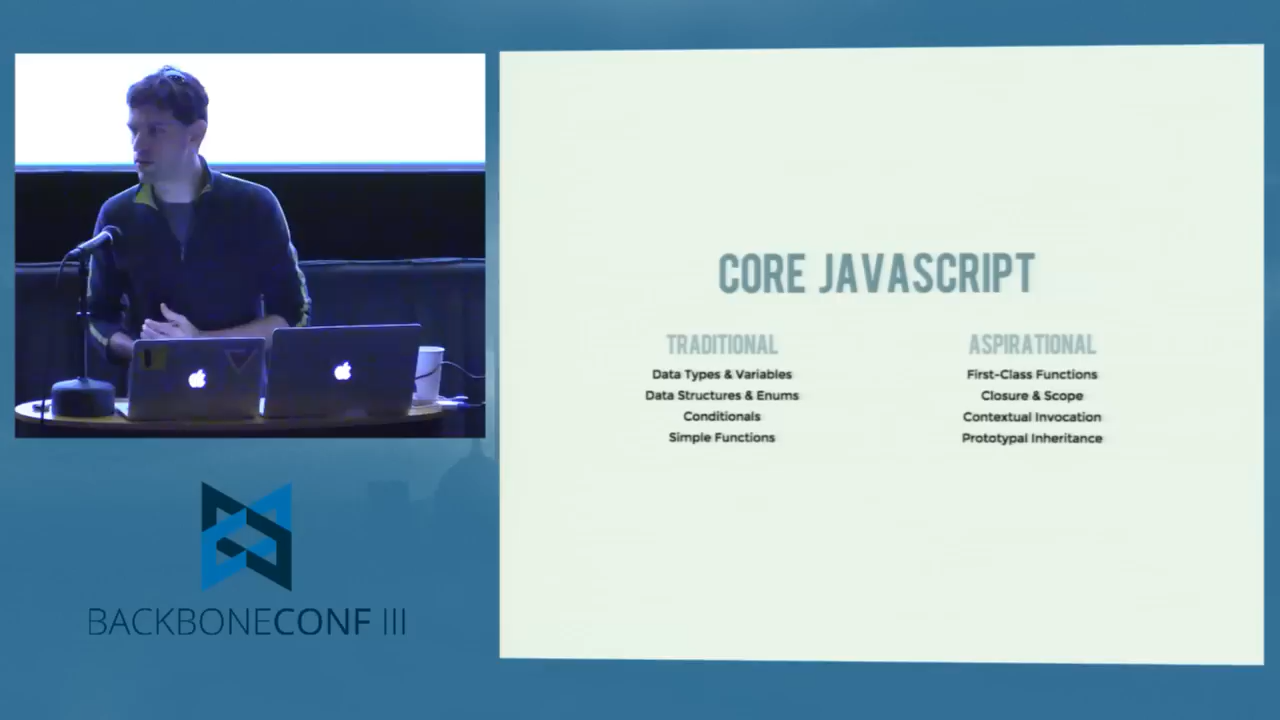 CORE JAVASCRIPT
TRADITIONAL
Data Types & Variables
Data Structures & Enums
Conditionals
Simple Functions
ASPIRATIONAL
First-Class Functions
Closure & Scope
Contextual Invocation
Prototypal Inheritance
BACKBONECONF III